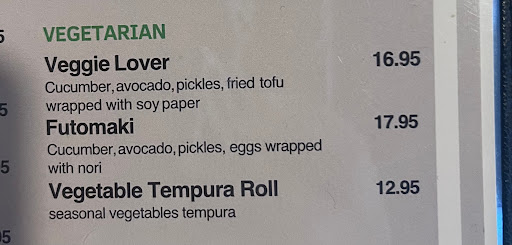 VEGETARIAN
Veggie Lover 16.95
Cucumber, avocado, pickles, fried tofu
wrapped with soy paper
Futomaki 17.95
Cucumber, avocado, pickles, eggs wrapped
with nori
Vegetable Tempura Roll 12.95
seasonal vegetables tempura